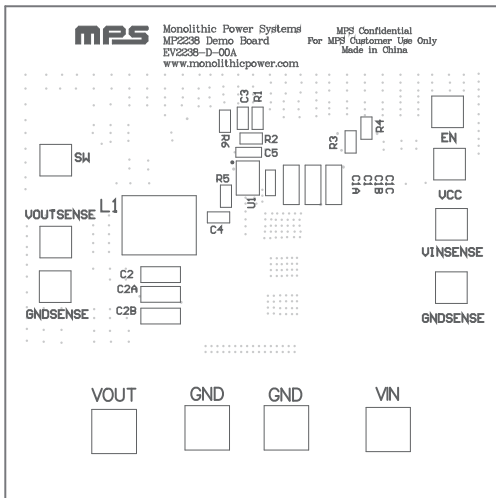 MPS
Monolithic Power Systems
MP2238 Demo Board
EV2238-D-00A
www.monolithicpower.com
MPS Confidential
For MPS Customer Use Only
Made in China
C3
R1
R6
R2
C5
R3
R4
EN
SW
R5
U1
C1A
C1
C1B
C1C
VCC
L1
VOUTSENSE
C4
VINSENSE
C2
C2A
C2B
GNDSENSE
GNDSENSE
VOUT
GND
GND
VIN